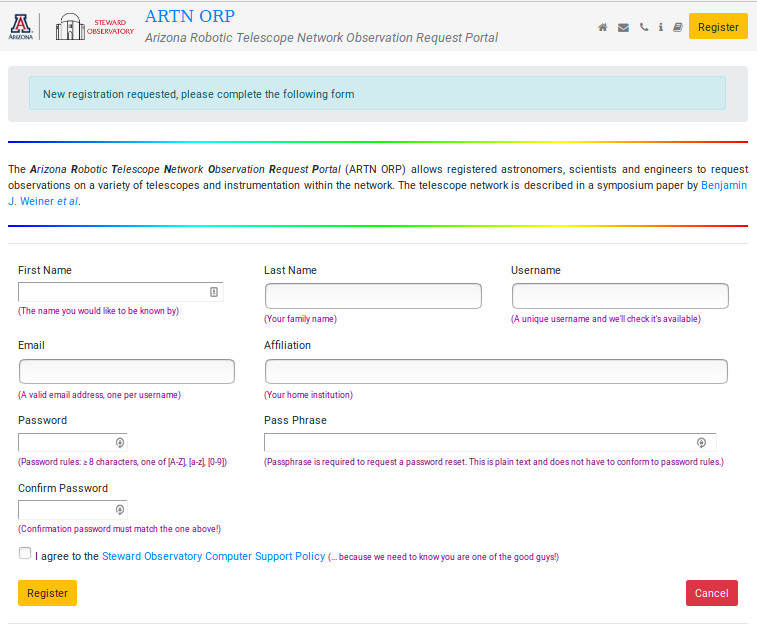 ARIZONA
STEWARD
OBSERVATORY
ARTN ORP
Arizona Robotic Telescope Network Observation Request Portal
Register
New registration requested, please complete the following form
The Arizona Robotic Telescope Network Observation Request Portal (ARTN ORP) allows registered astronomers, scientists and engineers to request
observations on a variety of telescopes and instrumentation within the network. The telescope network is described in a symposium paper by Benjamin
J. Weiner et al.
First Name
Last Name
Username
(The name you would like to be known by)
(Your family name)
(A unique username and we'll check it's available)
Email
Affiliation
(A valid email address, one per username)
(Your home institution)
Password
Pass Phrase
(Password rules: ≥ 8 characters, one of [A-Z], [a-z], [0-9])
(Passphrase is required to request a password reset. This is plain text and does not have to conform to password rules.)
Confirm Password
(Confirmation password must match the one above!)
I agree to the Steward Observatory Computer Support Policy (... because we need to know you are one of the good guys!)
Register
Cancel